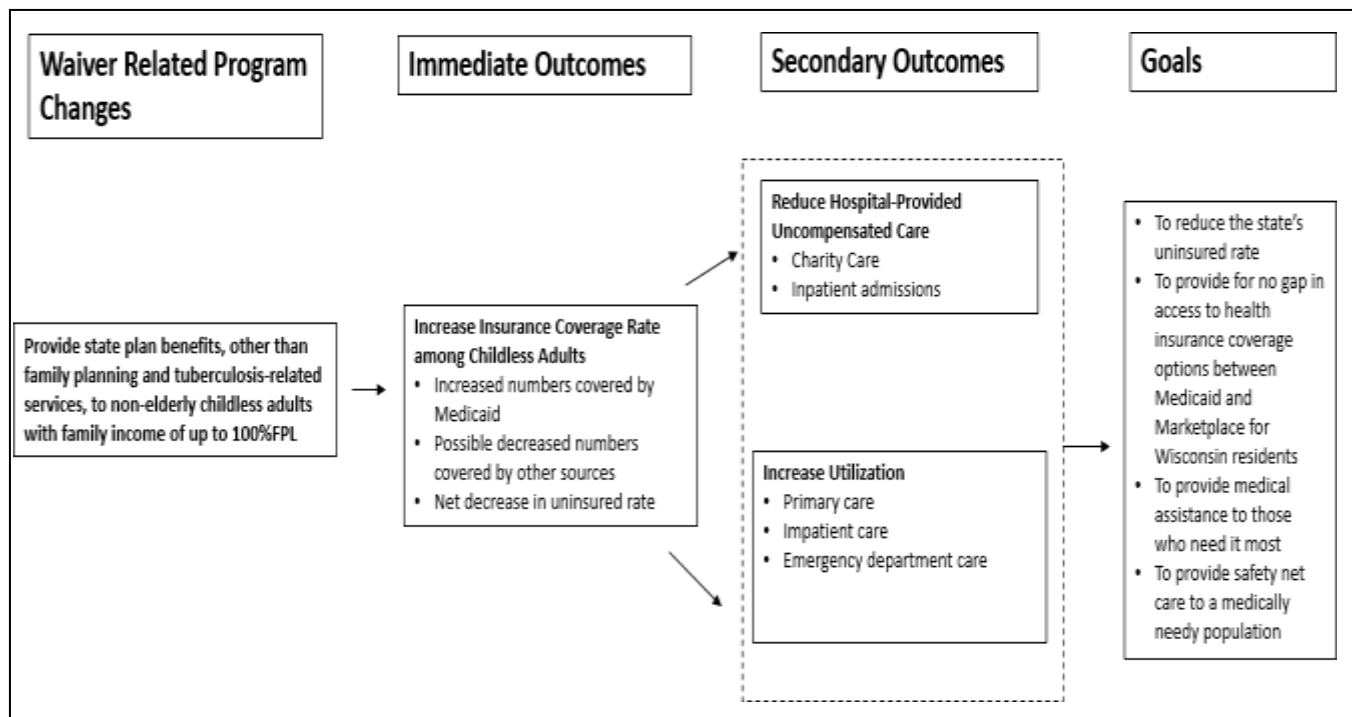 Waiver Related Program
Changes
Immediate Outcomes
Secondary Outcomes
Goals
Provide state plan benefits, other than
family planning and tuberculosis-related
services, to non-elderly childless adults
with family income of up to 100%FPL
Increase Insurance Coverage Rate
among Childless Adults
• Increased numbers covered by
Medicaid
• Possible decreased numbers
covered by other sources
• Net decrease in uninsured rate
Reduce Hospital-Provided
Uncompensated Care
• Charity Care
• Inpatient admissions
Increase Utilization
• Primary care
• Impatient care
• Emergency department care
• To reduce the state's
uninsured rate
• To provide for no gap in
access to health
insurance coverage
options between
Medicaid and
Marketplace for
Wisconsin residents
• To provide medical
assistance to those
who need it most
• To provide safety net
care to a medically
needy population